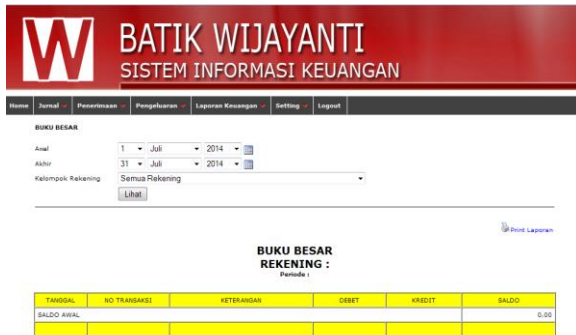 W BATIK WIJAYANTI
SISTEM INFORMASI KEUANGAN
Home Jurnal Penerimaan Pengeluaran Laporan Keuangan Setting Logout
BUKU BESAR
Awal 1 Juli 2014
Akhir 31 Juli 2014
Kelompok Rekening Semua Rekening
Lihat
Print Laporan
BUKU BESAR
REKENING :
Periode :
TANGGAL NO TRANSAKSI KETERANGAN DEBET KREDIT SALDO
SALDO AWAL 0.00